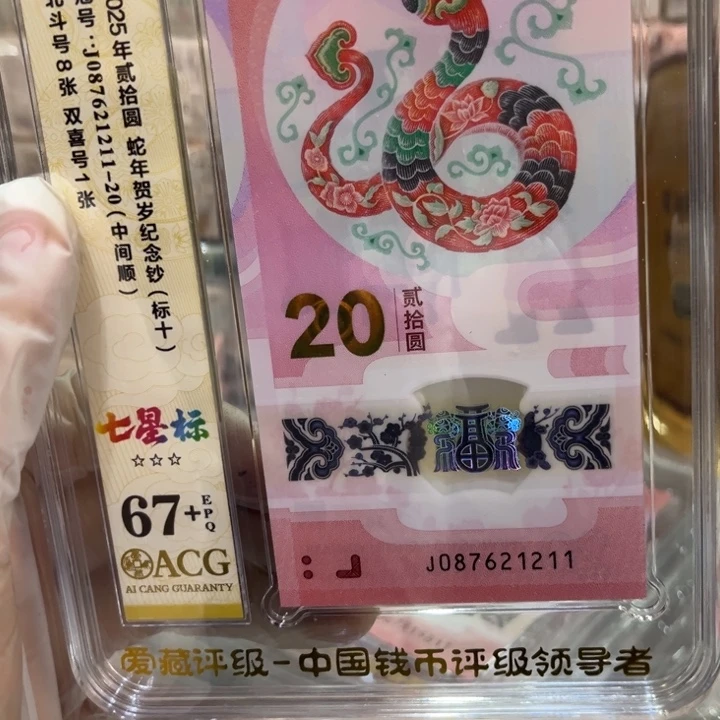 2025年贰拾圆 蛇年贺岁纪念钞(标十)
号:J087621211-20(中间顺)
北斗号8张 双喜号1张
七星标
☆☆☆
67+EPQ
ACG
AI CANG GUARANTY
20 贰拾圆
J087621211
爱藏评级-中国钱币评级领导者